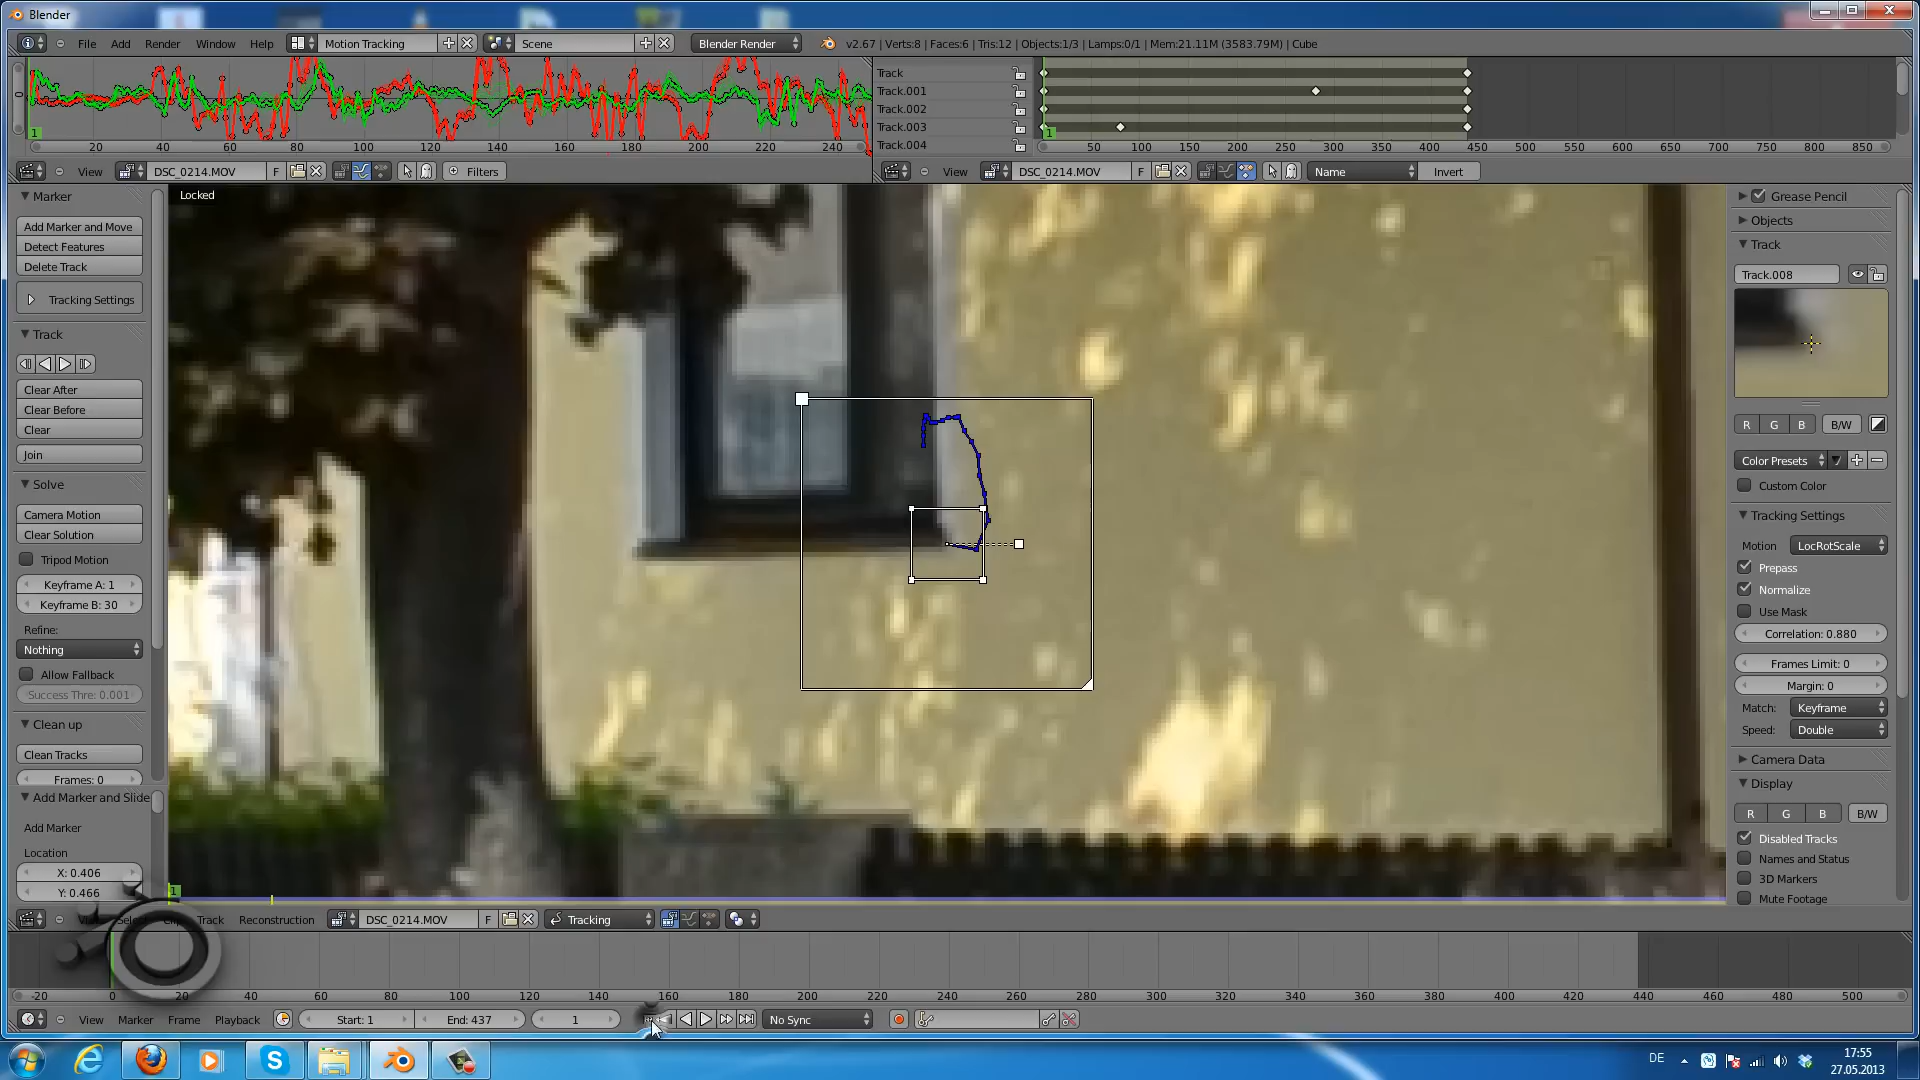 Blender
File Add Render Window Help Motion Tracking Scene Blender Render v2.67 | Verts:8 | Faces:6 | Tris:12 | Objects:1/3 | Lamps:0/1 | Mem:21.11M (3583.79M) | Cube
Track
Track.001
Track.002
Track.003
Track.004
0
1
20 40 60 80 100 120 140 160 180 200 220 240
1
50 100 150 200 250 300 350 400 450 500 550 600 650 700 750 800 850
View DSC_0214.MOV F Filters
View DSC_0214.MOV F Name Invert
Marker
Add Marker and Move
Detect Features
Delete Track
Tracking Settings
Track
Clear After
Clear Before
Clear
Join
Solve
Camera Motion
Clear Solution
Tripod Motion
Keyframe A: 1
Keyframe B: 30
Refine:
Nothing
Allow Fallback
Success Thre: 0.001
Clean up
Clean Tracks
Frames: 0
Add Marker and Slide
Add Marker
Location
X: 0.406
Y: 0.466
Locked
1
Grease Pencil
Objects
Track
Track.008
R G B B/W
Color Presets
Custom Color
Tracking Settings
Motion LocRotScale
Prepass
Normalize
Use Mask
Correlation: 0.880
Frames Limit: 0
Margin: 0
Match: Keyframe
Speed: Double
Camera Data
Display
R G B B/W
Disabled Tracks
Names and Status
3D Markers
Mute Footage
Track Reconstruction DSC_0214.MOV F Tracking
-20 0 20 40 60 80 100 120 140 160 180 200 220 240 260 280 300 320 340 360 380 400 420 440 460 480 500
View Marker Frame Playback Start: 1 End: 437 1 No Sync
DE
17:55
27.05.2013